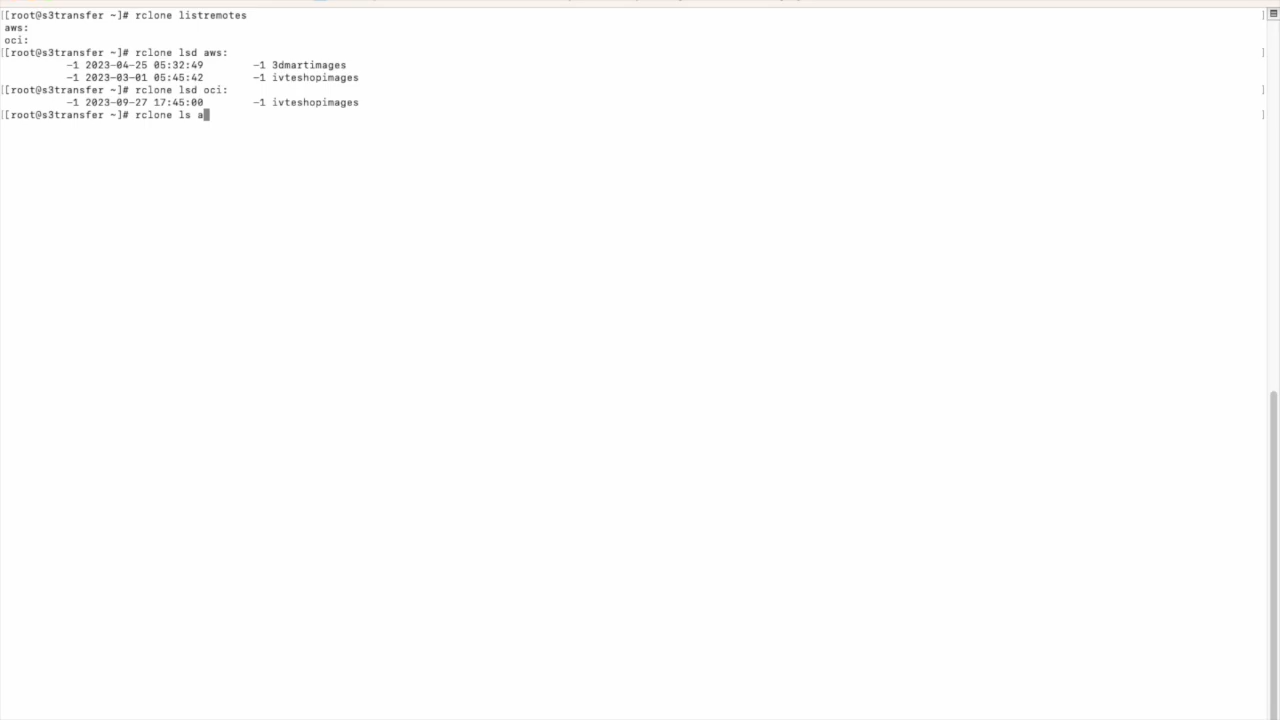 [[root@s3transfer ~]# rclone listremotes ]
aws:
oci:
[[root@s3transfer ~]# rclone lsd aws: ]
-1 2023-04-25 05:32:49 -1 3dmartimages
-1 2023-03-01 05:45:42 -1 ivteshopimages
[[root@s3transfer ~]# rclone lsd oci: ]
-1 2023-09-27 17:45:00 -1 ivteshopimages
[[root@s3transfer ~]# rclone ls a ]